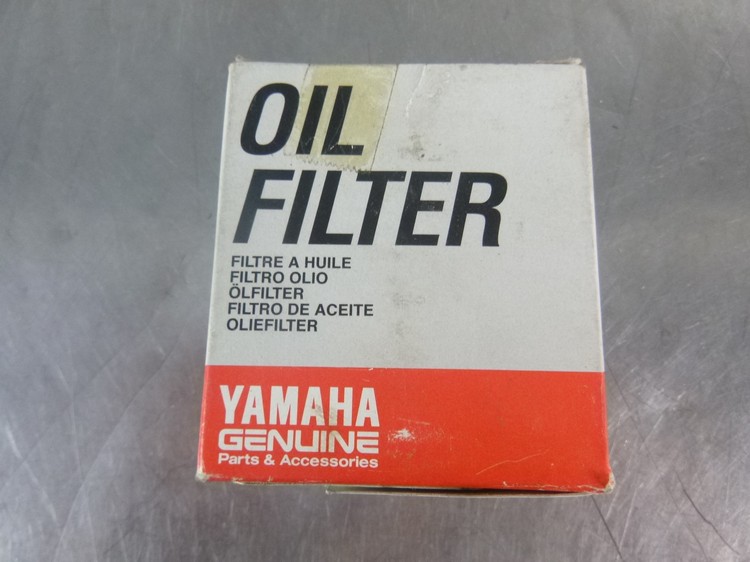 OIL
FILTER
FILTRE A HUILE
FILTRO OLIO
ÖLFILTER
FILTRO DE ACEITE
OLIEFILTER
YAMAHA
GENUINE
Parts & Accessories